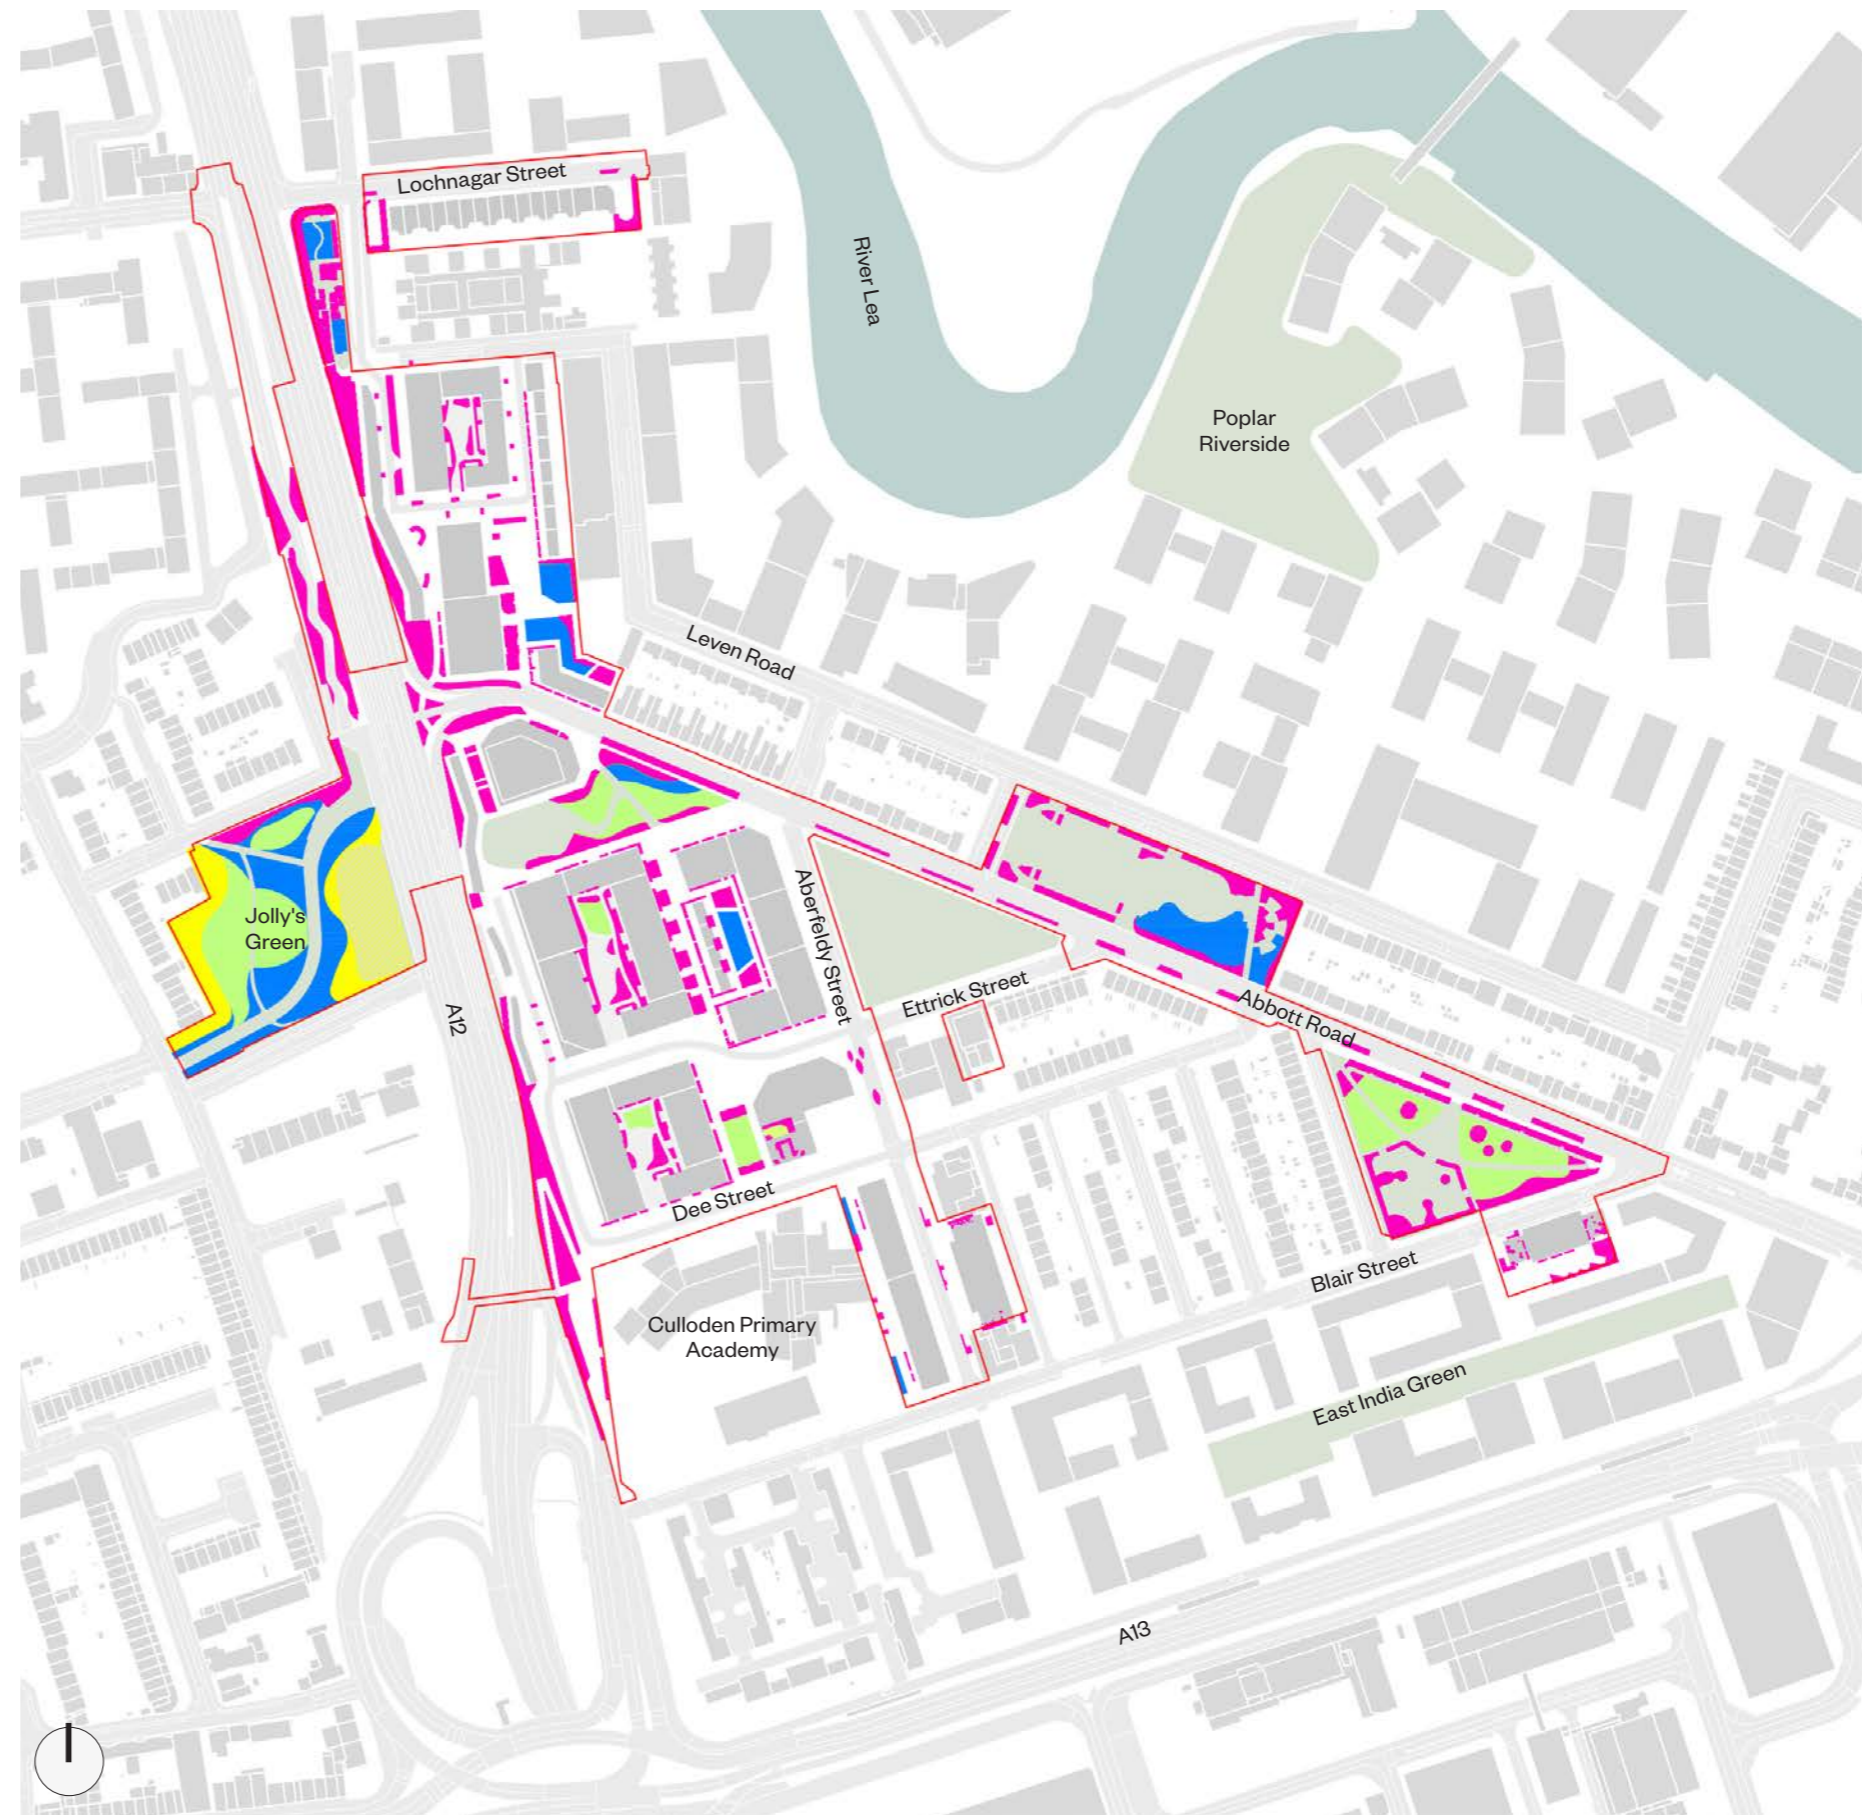 Lochnagar Street
River Lea
Poplar
Riverside
Leven Road
Jolly's
Green
Aberfeldy Street
Ettrick Street
A12
Abbott Road
Dee Street
Blair Street
Culloden Primary
Academy
East India Green
A13